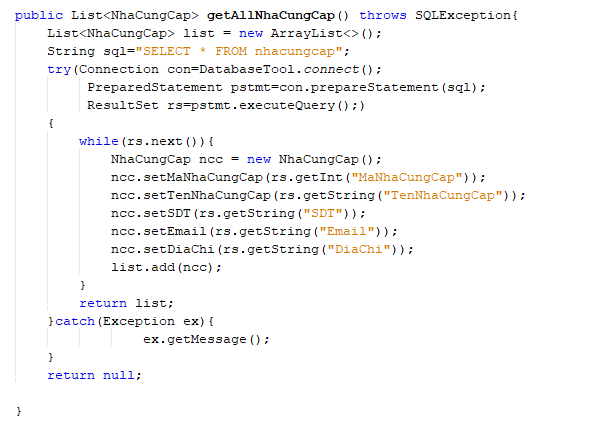 public List<NhaCungCap> getAllNhaCungCap() throws SQLException{
    List<NhaCungCap> list = new ArrayList<>();
    String sql="SELECT * FROM nhacungcap";
    try(Connection con=DatabaseTool.connect();
         PreparedStatement pstmt=con.prepareStatement(sql);
         ResultSet rs=pstmt.executeQuery();)
    {
        while(rs.next()){
            NhaCungCap ncc = new NhaCungCap();
            ncc.setMaNhaCungCap(rs.getInt("MaNhaCungCap"));
            ncc.setTenNhaCungCap(rs.getString("TenNhaCungCap"));
            ncc.setSDT(rs.getString("SDT"));
            ncc.setEmail(rs.getString("Email"));
            ncc.setDiaChi(rs.getString("DiaChi"));
            list.add(ncc);
        }
        return list;
    }catch(Exception ex){
                ex.getMessage();
    }
    return null;

}